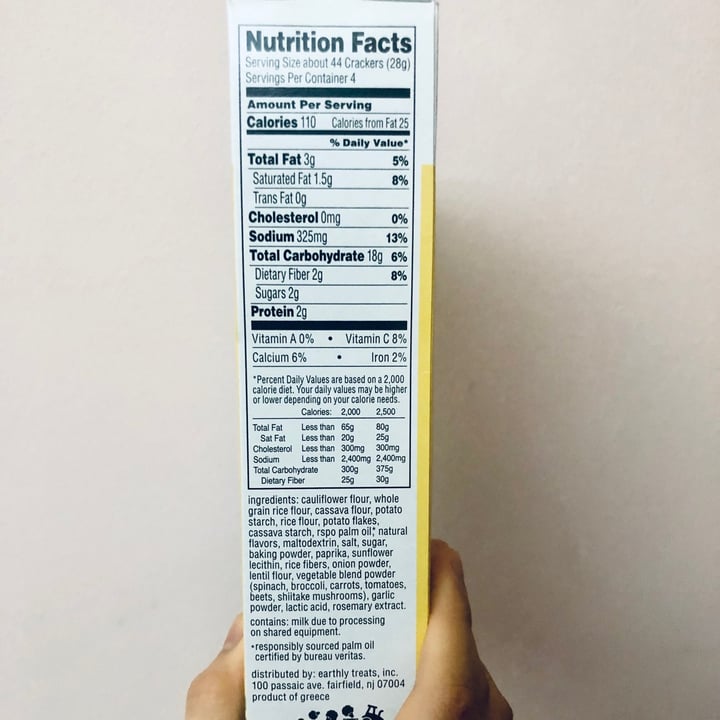 Nutrition Facts
Serving Size about 44 Crackers (28g)
Servings Per Container 4
Amount Per Serving
Calories 110 Calories from Fat 25
% Daily Value*
Total Fat 3g 5%
Saturated Fat 1.5g 8%
Trans Fat 0g
Cholesterol 0mg 0%
Sodium 325mg 13%
Total Carbohydrate 18g 6%
Dietary Fiber 2g 8%
Sugars 2g
Protein 2g
Vitamin A 0% • Vitamin C 8%
Calcium 6% • Iron 2%
*Percent Daily Values are based on a 2,000
calorie diet. Your daily values may be higher
or lower depending on your calorie needs.
Calories: 2,000 2,500
Total Fat Less than 65g 80g
Sat Fat Less than 20g 25g
Cholesterol Less than 300mg 300mg
Sodium Less than 2,400mg 2,400mg
Total Carbohydrate 300g 375g
Dietary Fiber 25g 30g
ingredients: cauliflower flour, whole
grain rice flour, cassava flour, potato
starch, rice flour, potato flakes,
cassava starch, rspo palm oil,* natural
flavors, maltodextrin, salt, sugar,
baking powder, paprika, sunflower
lecithin, rice fibers, onion powder,
lentil flour, vegetable blend powder
(spinach, broccoli, carrots, tomatoes,
beets, shiitake mushrooms), garlic
powder, lactic acid, rosemary extract.
contains: milk due to processing
on shared equipment.
•responsibly sourced palm oil
certified by bureau veritas.
distributed by: earthly treats, inc.
100 passaic ave. fairfield, nj 07004
product of greece